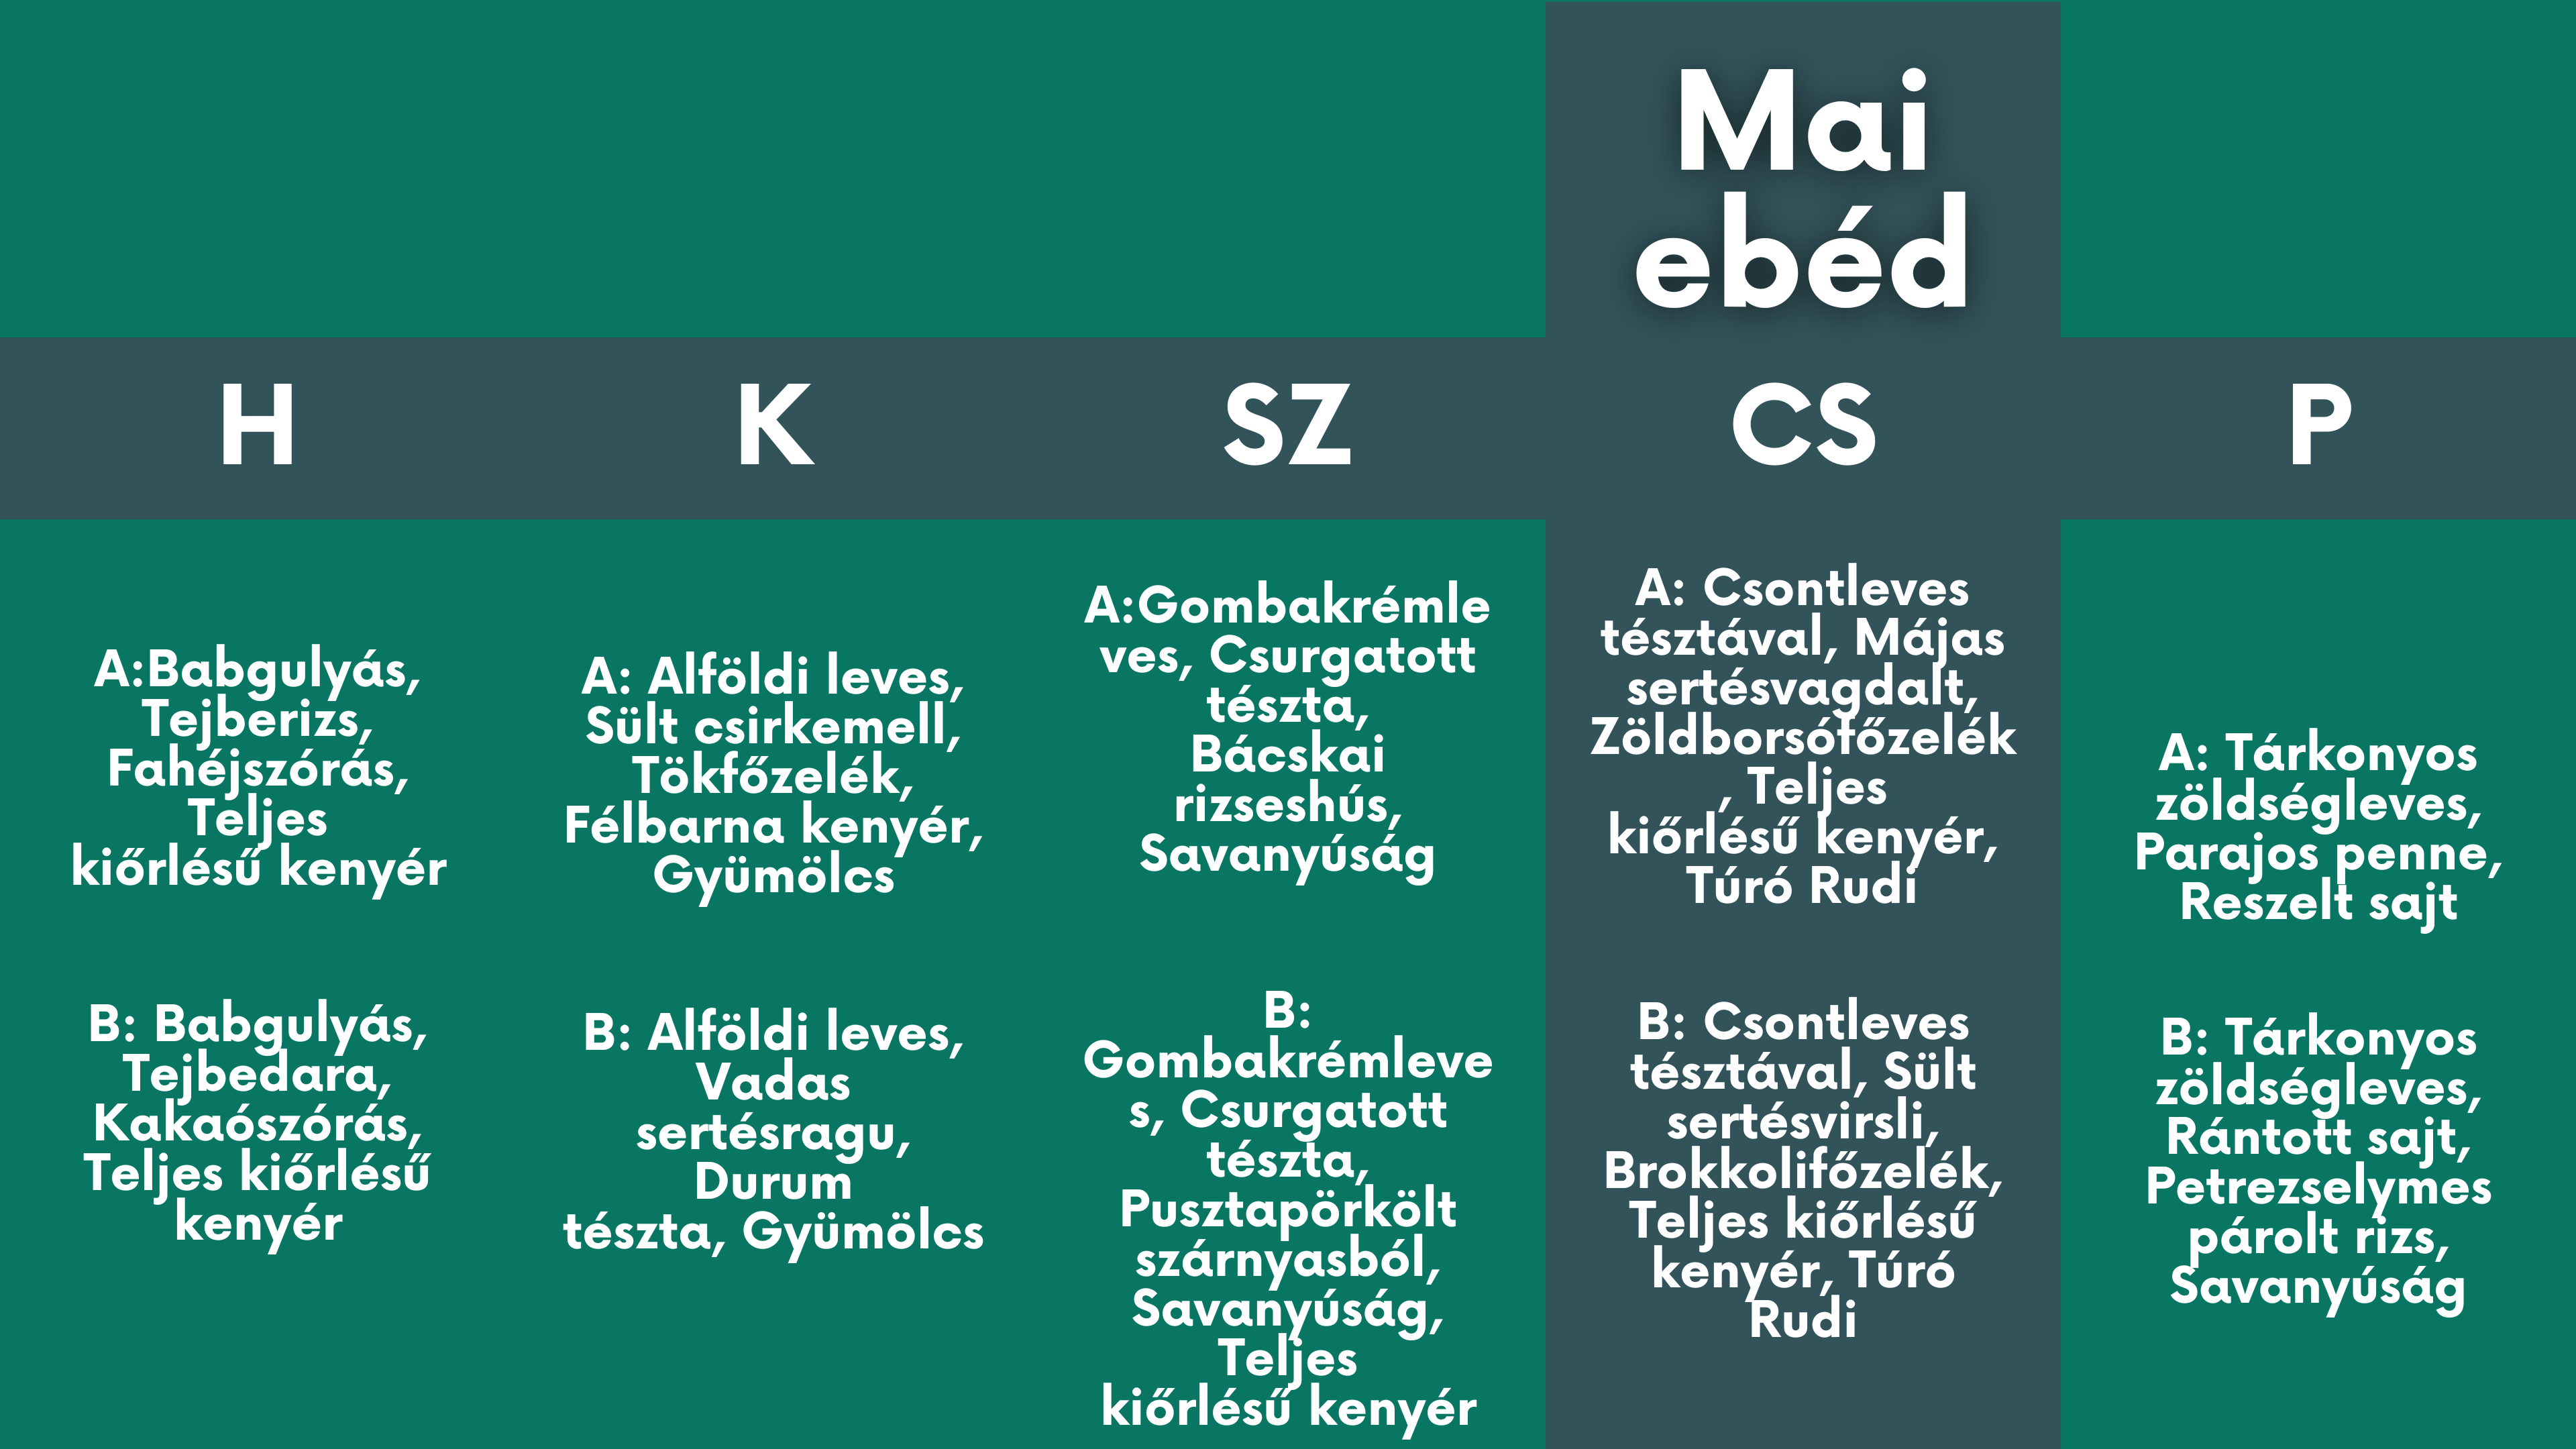 Mai
ebéd
H
K
SZ
CS
P
A:Babgulyás,
Tejberizs,
Fahéjszórás,
Teljes
kiőrlésű kenyér
B: Babgulyás,
Tejbedara,
Kakaószórás,
Teljes kiőrlésű
kenyér
A: Alföldi leves,
Sült csirkemell,
Tökfőzelék,
Félbarna kenyér,
Gyümölcs
B: Alföldi leves,
Vadas
sertésragu,
Durum
tészta, Gyümölcs
A:Gombakrémle
ves, Csurgatott
tészta,
Bácskai
rizseshús,
Savanyúság
B:
Gombakrémleve
s, Csurgatott
tészta,
Pusztapörkölt
szárnyasból,
Savanyúság,
Teljes
kiőrlésű kenyér
A: Csontleves
tésztával, Májas
sertésvagdalt,
Zöldborsófőzelék
, Teljes
kiőrlésű kenyér,
Túró Rudi
B: Csontleves
tésztával, Sült
sertésvirsli,
Brokkolifőzelék,
Teljes kiőrlésű
kenyér, Túró
Rudi
A: Tárkonyos
zöldségleves,
Parajos penne,
Reszelt sajt
B: Tárkonyos
zöldségleves,
Rántott sajt,
Petrezselymes
párolt rizs,
Savanyúság